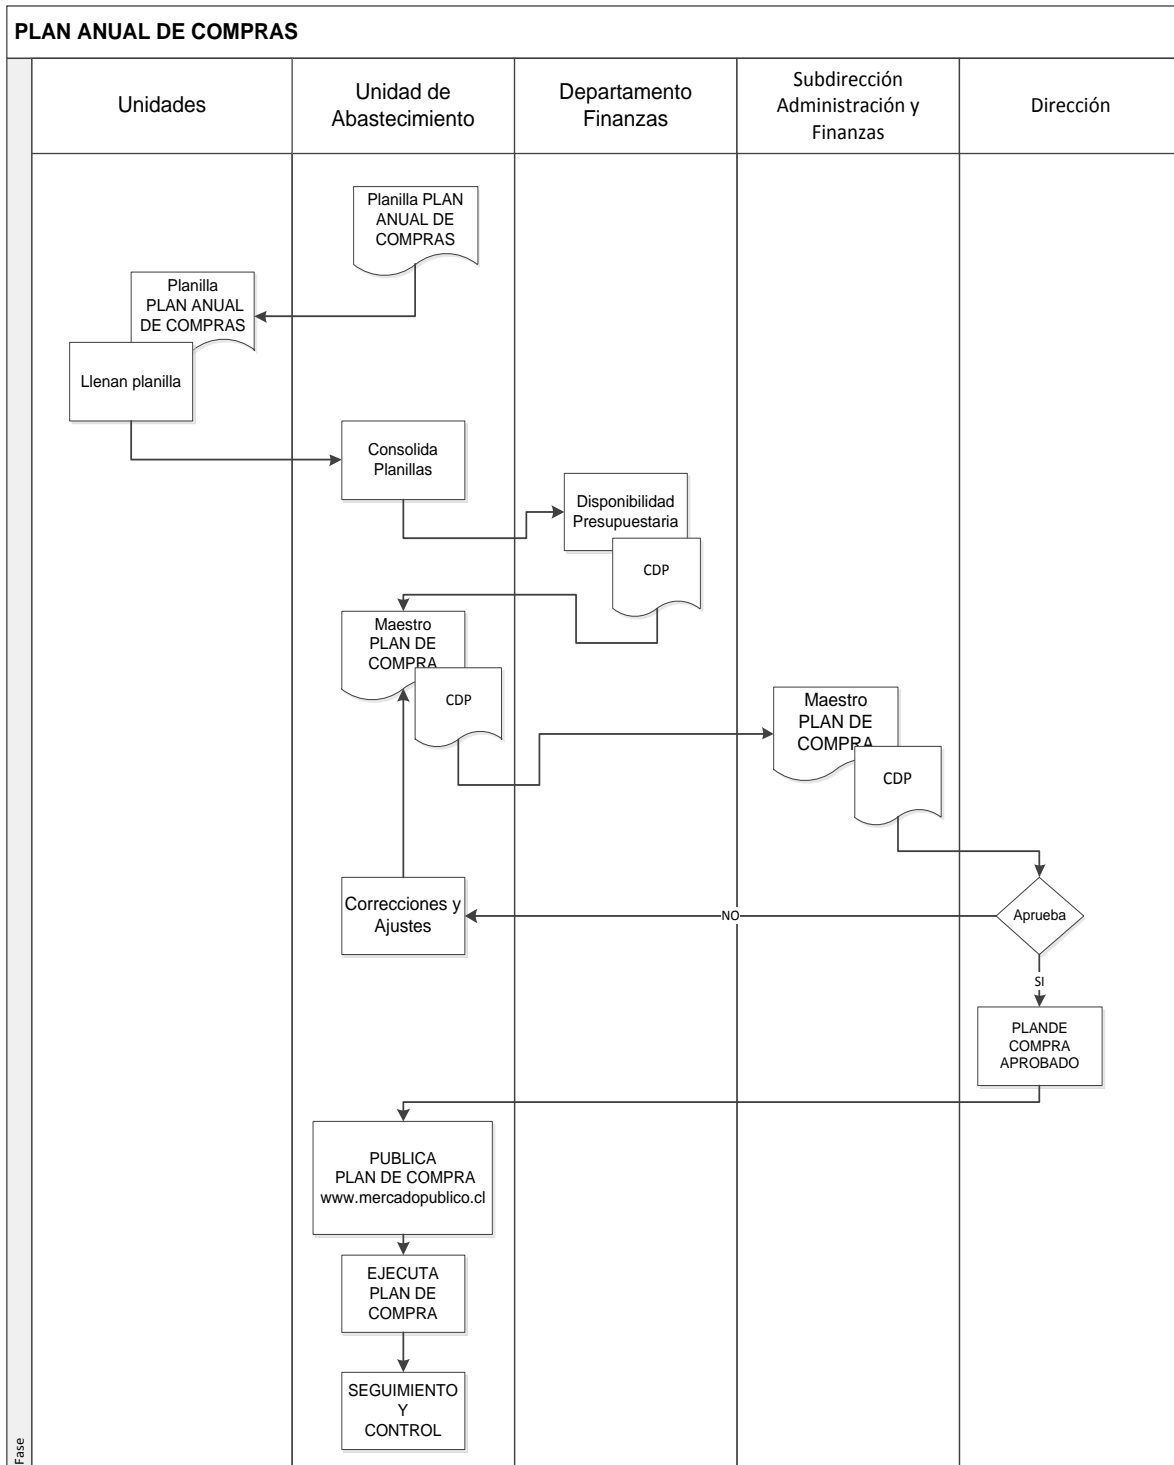 PLAN ANUAL DE COMPRAS
Unidades
Unidad de
Abastecimiento
Departamento
Finanzas
Subdirección
Administración y
Finanzas
Dirección
Planilla PLAN
ANUAL DE
COMPRAS
Planilla
PLAN ANUAL
DE COMPRAS
Llenan planilla
Consolida
Planillas
Disponibilidad
Presupuestaria
CDP
Maestro
PLAN DE
COMPRA
CDP
Maestro
PLAN DE
COMPRA
CDP
Aprueba
NO
Correcciones y
Ajustes
SI
PLANDE
COMPRA
APROBADO
PUBLICA
PLAN DE COMPRA
www.mercadopublico.cl
EJECUTA
PLAN DE
COMPRA
SEGUIMIENTO
Y
CONTROL
Fase